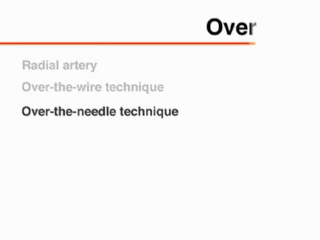 Over
Radial artery
Over-the-wire technique
Over-the-needle technique